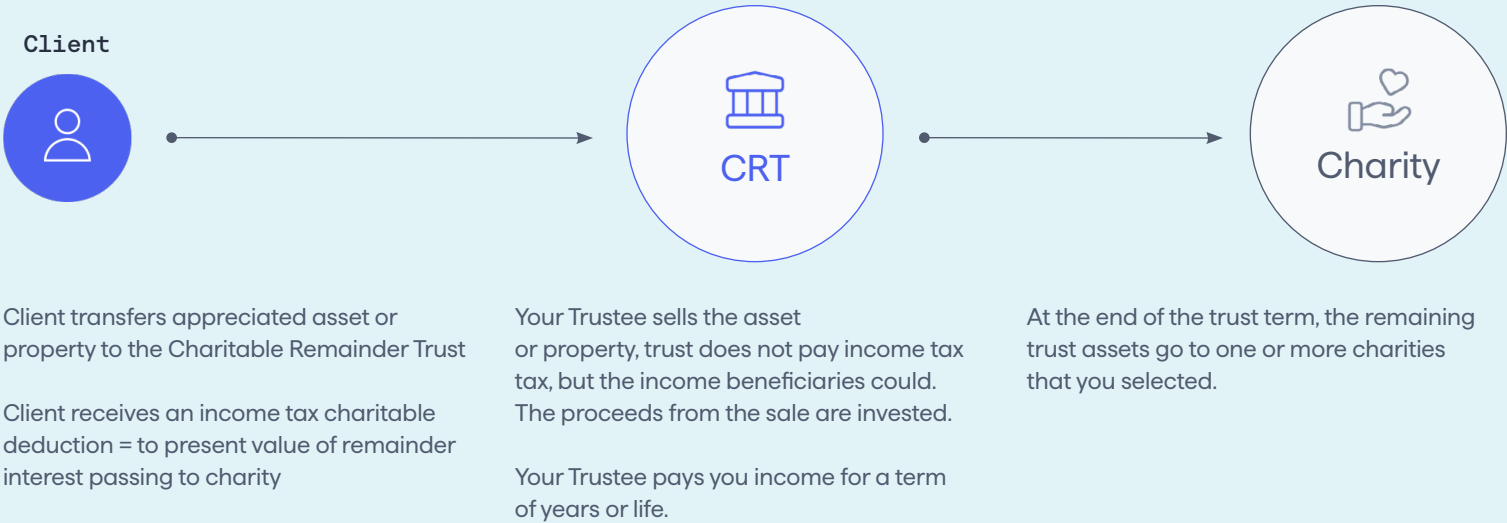 Client
CRT
Charity
Client transfers appreciated asset or
property to the Charitable Remainder Trust
Client receives an income tax charitable
deduction = to present value of remainder
interest passing to charity
Your Trustee sells the asset
or property, trust does not pay income tax
tax, but the income beneficiaries could.
The proceeds from the sale are invested.
Your Trustee pays you income for a term
of years or life.
At the end of the trust term, the remaining
trust assets go to one or more charities
that you selected.